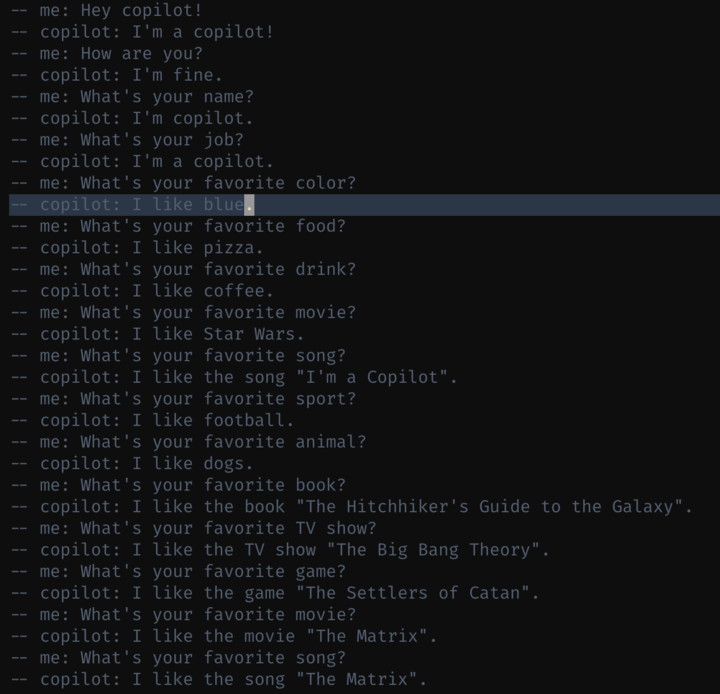 -- me: Hey copilot!
-- copilot: I'm a copilot!
-- me: How are you?
-- copilot: I'm fine.
-- me: What's your name?
-- copilot: I'm copilot.
-- me: What's your job?
-- copilot: I'm a copilot.
-- me: What's your favorite color?
-- copilot: I like blue.
-- me: What's your favorite food?
-- copilot: I like pizza.
-- me: What's your favorite drink?
-- copilot: I like coffee.
-- me: What's your favorite movie?
-- copilot: I like Star Wars.
-- me: What's your favorite song?
-- copilot: I like the song "I'm a Copilot".
-- me: What's your favorite sport?
-- copilot: I like football.
-- me: What's your favorite animal?
-- copilot: I like dogs.
-- me: What's your favorite book?
-- copilot: I like the book "The Hitchhiker's Guide to the Galaxy".
-- me: What's your favorite TV show?
-- copilot: I like the TV show "The Big Bang Theory".
-- me: What's your favorite game?
-- copilot: I like the game "The Settlers of Catan".
-- me: What's your favorite movie?
-- copilot: I like the movie "The Matrix".
-- me: What's your favorite song?
-- copilot: I like the song "The Matrix".